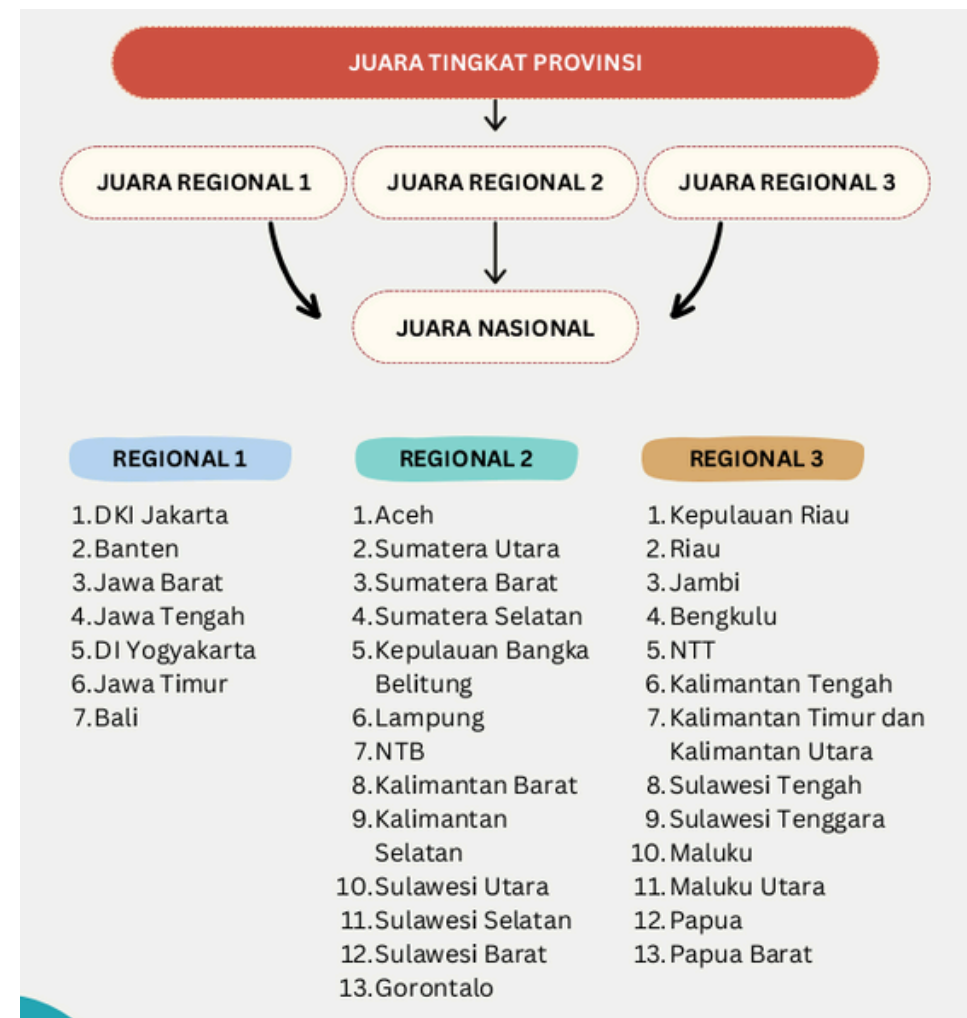 JUARA TINGKAT PROVINSI
JUARA REGIONAL 1
JUARA REGIONAL 2
JUARA REGIONAL 3
JUARA NASIONAL
REGIONAL 1
1.DKI Jakarta
2.Banten
3.Jawa Barat
4.Jawa Tengah
5.DI Yogyakarta
6.Jawa Timur
7.Bali
REGIONAL 2
1.Aceh
2.Sumatera Utara
3.Sumatera Barat
4.Sumatera Selatan
5.Kepulauan Bangka
Belitung
6.Lampung
7.NTB
8.Kalimantan Barat
9.Kalimantan
Selatan
10.Sulawesi Utara
11.Sulawesi Selatan
12.Sulawesi Barat
13.Gorontalo
REGIONAL 3
1. Kepulauan Riau
2. Riau
3. Jambi
4. Bengkulu
5. NTT
6. Kalimantan Tengah
7. Kalimantan Timur dan
Kalimantan Utara
8. Sulawesi Tengah
9. Sulawesi Tenggara
10. Maluku
11. Maluku Utara
12. Papua
13. Papua Barat